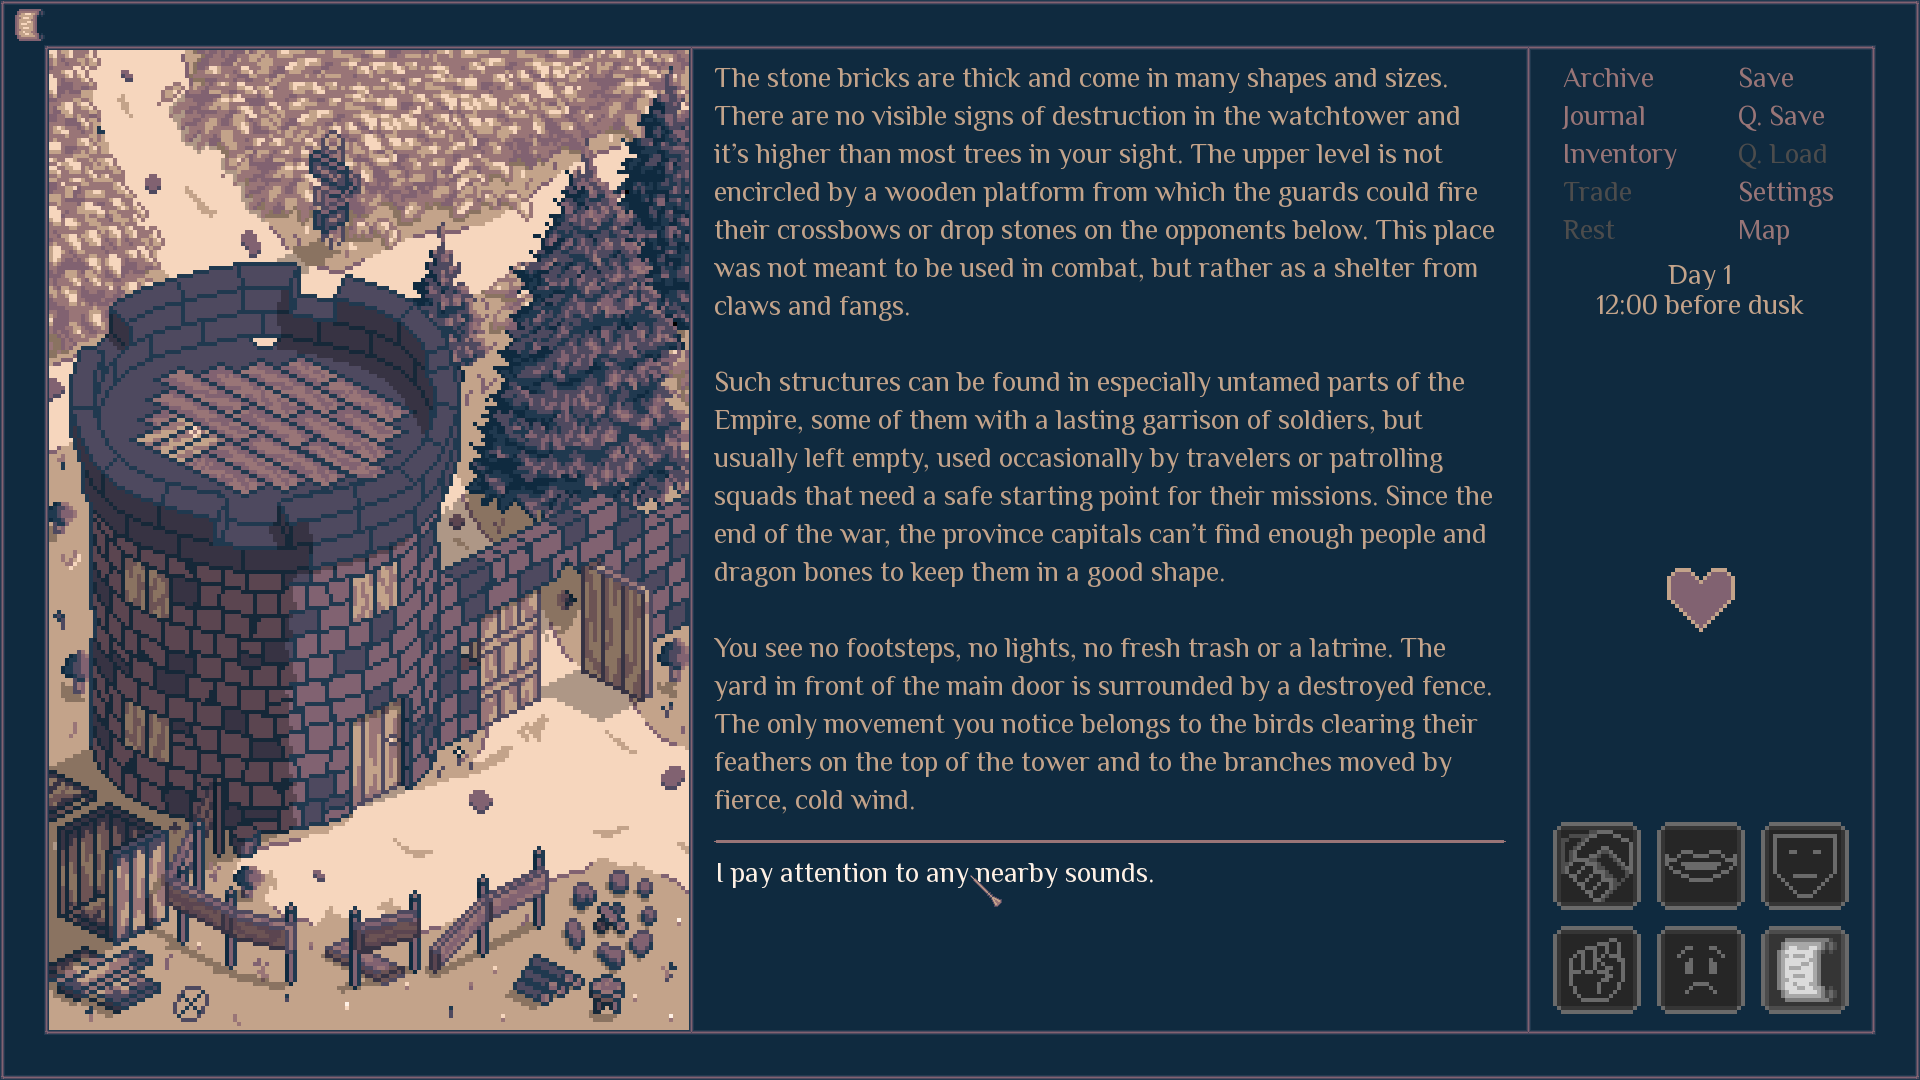 The stone bricks are thick and come in many shapes and sizes.
There are no visible signs of destruction in the watchtower and
it's higher than most trees in your sight. The upper level is not
encircled by a wooden platform from which the guards could fire
their crossbows or drop stones on the opponents below. This place
was not meant to be used in combat, but rather as a shelter from
claws and fangs.
Such structures can be found in especially untamed parts of the
Empire, some of them with a lasting garrison of soldiers, but
usually left empty, used occasionally by travelers or patrolling
squads that need a safe starting point for their missions. Since the
end of the war, the province capitals can't find enough people and
dragon bones to keep them in a good shape.
You see no footsteps, no lights, no fresh trash or a latrine. The
yard in front of the main door is surrounded by a destroyed fence.
The only movement you notice belongs to the birds clearing their
feathers on the top of the tower and to the branches moved by
fierce, cold wind.
I pay attention to any nearby sounds.
Archive Save
Journal Q. Save
Inventory Q. Load
Trade Settings
Rest Map
Day 1
12:00 before dusk